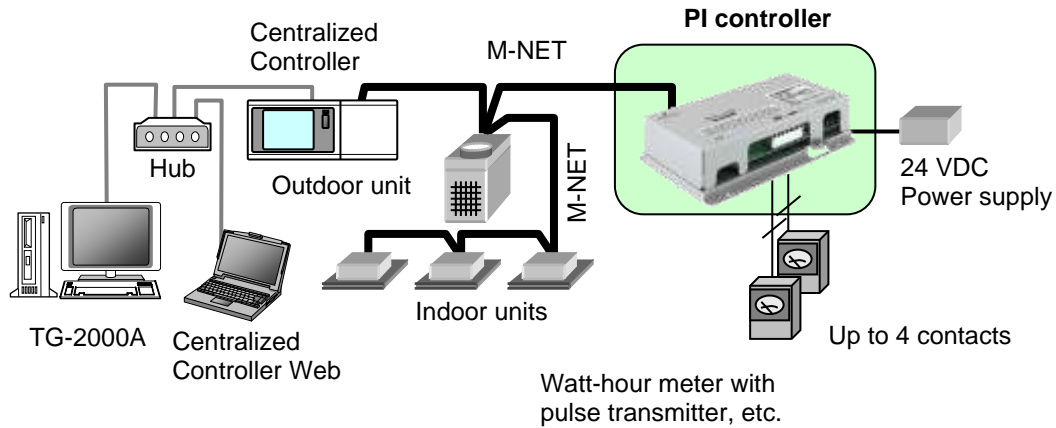 PI controller
Centralized
Controller
M-NET
Hub
Outdoor unit
M-NET
24 VDC
Power supply
TG-2000A
Centralized
Controller Web
Indoor units
Up to 4 contacts
Watt-hour meter with
pulse transmitter, etc.